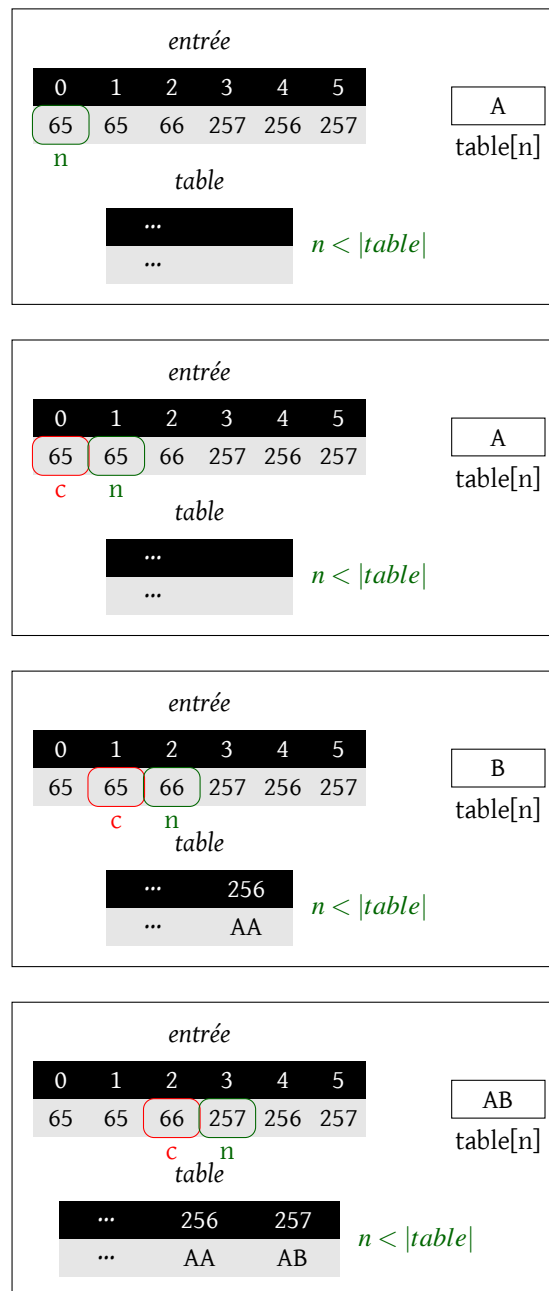 entrée
0 1 2 3 4 5
65 65 66 257 256 257
n
A
table[n]
table
...
...
n < |table|
entrée
0 1 2 3 4 5
65 65 66 257 256 257
c n
A
table[n]
table
...
...
n < |table|
entrée
0 1 2 3 4 5
65 65 66 257 256 257
c n
B
table[n]
table
... 256
... AA
n < |table|
entrée
0 1 2 3 4 5
65 65 66 257 256 257
c n
AB
table[n]
table
... 256 257
... AA AB
n < |table|